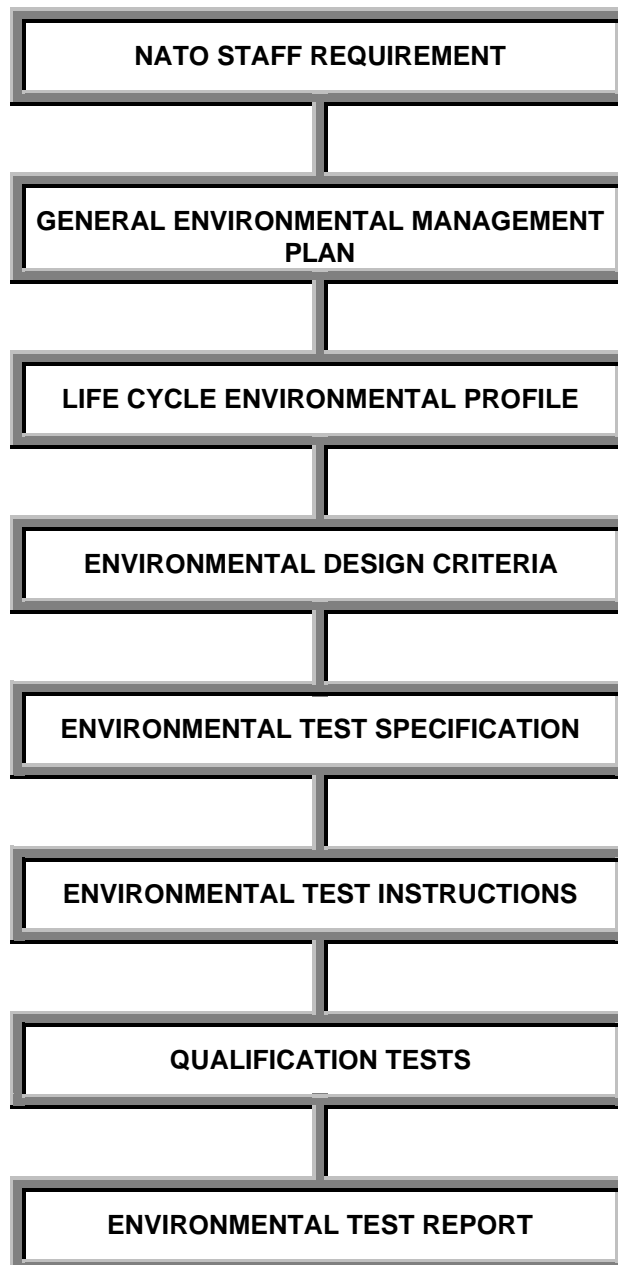 NATO STAFF REQUIREMENT
GENERAL ENVIRONMENTAL MANAGEMENT
PLAN
LIFE CYCLE ENVIRONMENTAL PROFILE
ENVIRONMENTAL DESIGN CRITERIA
ENVIRONMENTAL TEST SPECIFICATION
ENVIRONMENTAL TEST INSTRUCTIONS
QUALIFICATION TESTS
ENVIRONMENTAL TEST REPORT